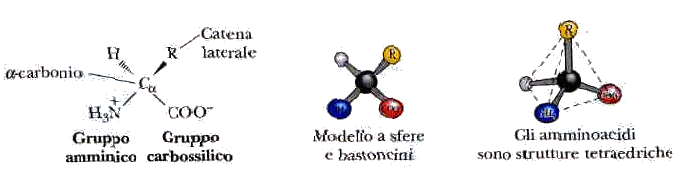 Catena
laterale
H
R
α-carbonio
Cα
H₃N⁺
COO⁻
Gruppo
amminico
Gruppo
carbossilico
R
Modello a sfere
e bastoncini
R
Gli amminoacidi
sono strutture tetraedriche